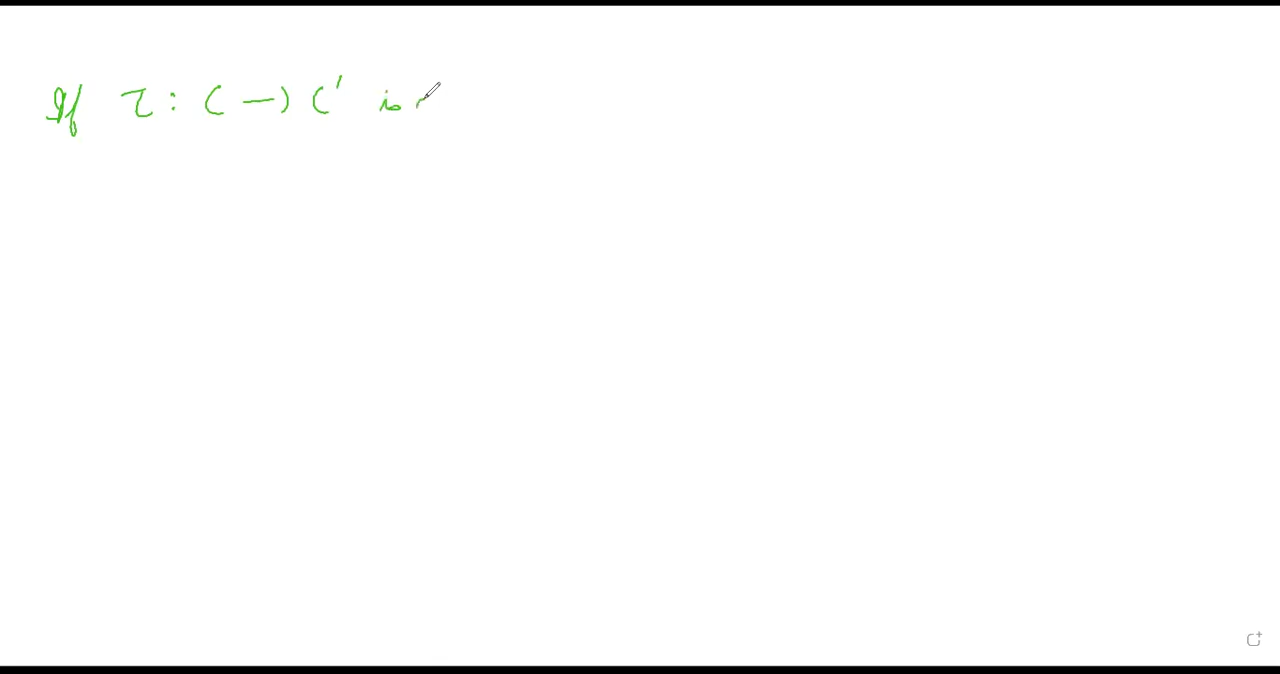 If τ : C → C' is